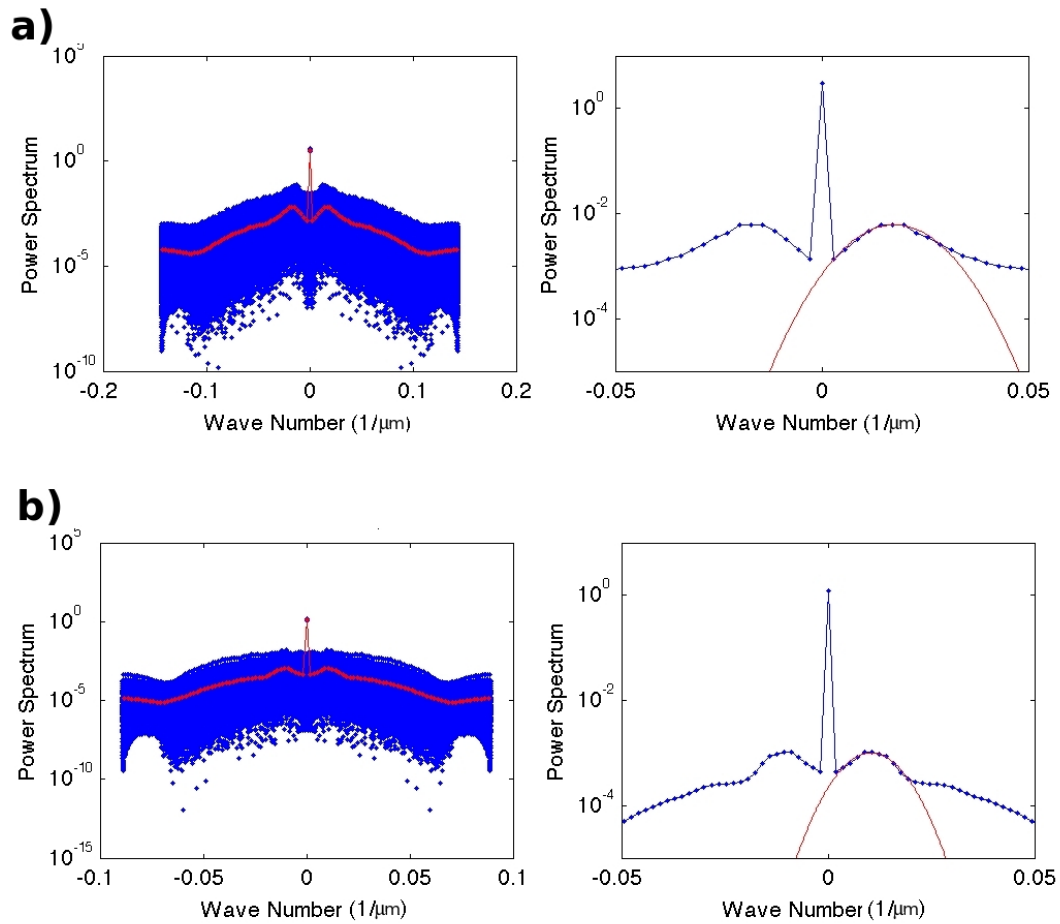 a)
10^5
10^0
10^-5
10^-10
-0.2 -0.1 0 0.1 0.2
Power Spectrum
Wave Number (1/μm)
10^0
10^-2
10^-4
-0.05 0 0.05
Power Spectrum
Wave Number (1/μm)
b)
10^5
10^0
10^-5
10^-10
10^-15
-0.1 -0.05 0 0.05 0.1
Power Spectrum
Wave Number (1/μm)
10^0
10^-2
10^-4
-0.05 0 0.05
Power Spectrum
Wave Number (1/μm)